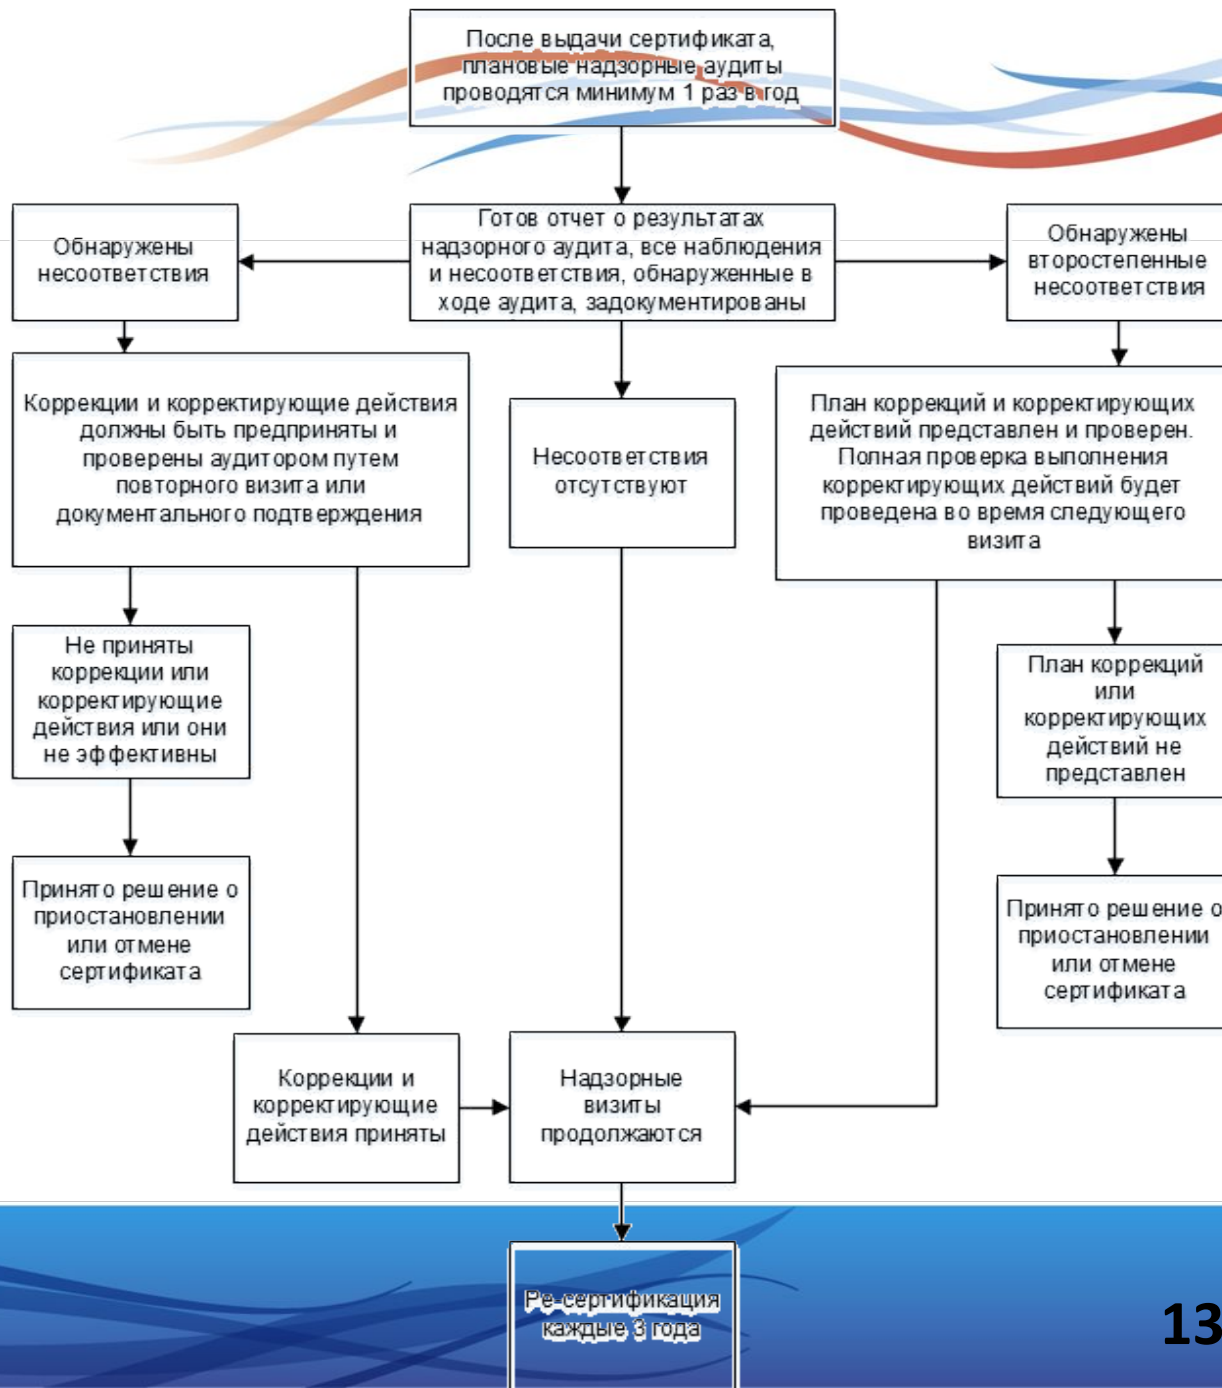 После выдачи сертификата,
плановые надзорные аудиты
проводятся минимум 1 раз в год
Обнаружены
несоответствия
Готов отчет о результатах
надзорного аудита, все наблюдения
и несоответствия, обнаруженные в
ходе аудита, задокументированы
Обнаружены
второстепенные
несоответствия
Коррекции и корректирующие действия
должны быть предприняты и
проверены аудитором путем
повторного визита или
документального подтверждения
Несоответствия
отсутствуют
План коррекций и корректирующих
действий представлен и проверен.
Полная проверка выполнения
корректирующих действий будет
проведена во время следующего
визита
Не приняты
коррекции или
корректирующие
действия или они
не эффективны
План коррекций
или
корректирующих
действий не
представлен
Принято решение о
приостановлении
или отмене
сертификата
Принято решение о
приостановлении
или отмене
сертификата
Коррекции и
корректирующие
действия приняты
Надзорные
визиты
продолжаются
Ре-сертификация
каждые 3 года
13